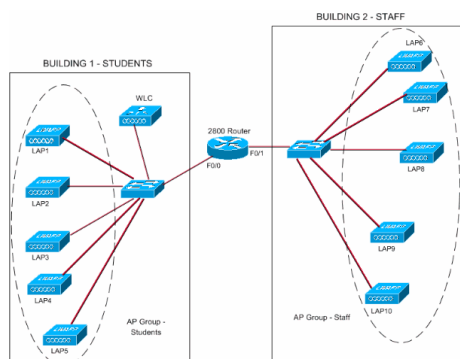 BUILDING 2 - STAFF
BUILDING 1 - STUDENTS
WLC
LAP1
LAP2
LAP3
LAP4
LAP5
AP Group -
Students
2800 Router
F0/0
F0/1
LAP6
LAP7
LAP8
LAP9
LAP10
AP Group - Staff